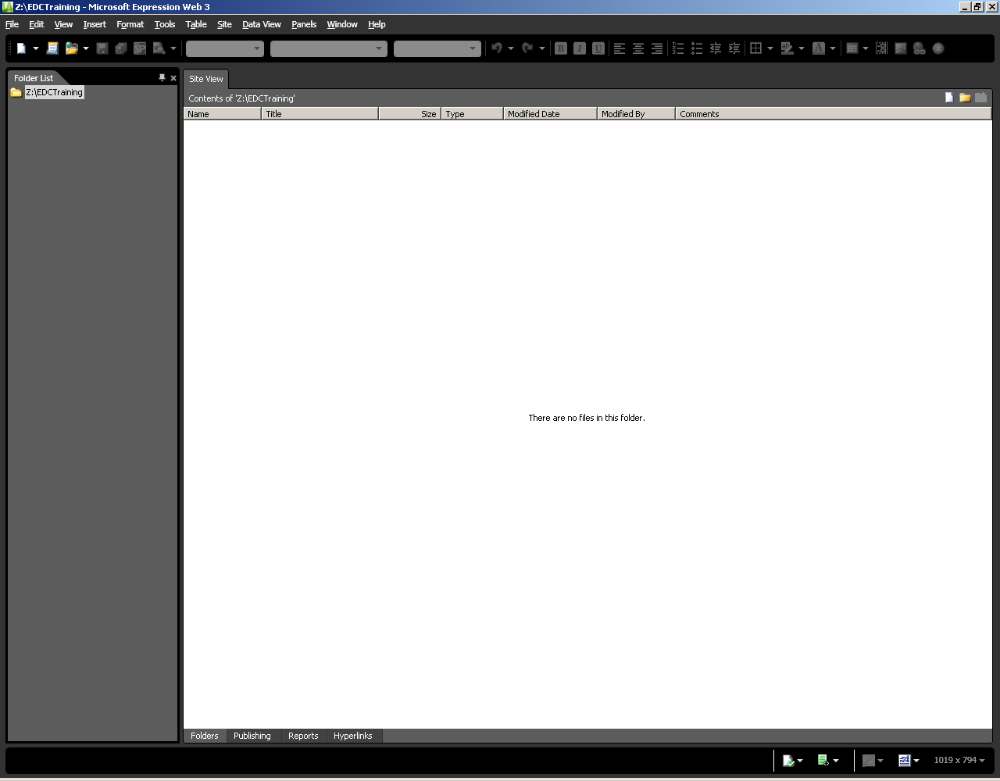 Z:\EDCTraining - Microsoft Expression Web 3
File Edit View Insert Format Tools Table Site Data View Panels Window Help
Folder List
Z:\EDCTraining
Site View
Contents of 'Z:\EDCTraining'
Name Title Size Type Modified Date Modified By Comments
There are no files in this folder.
Folders Publishing Reports Hyperlinks
1019 x 794